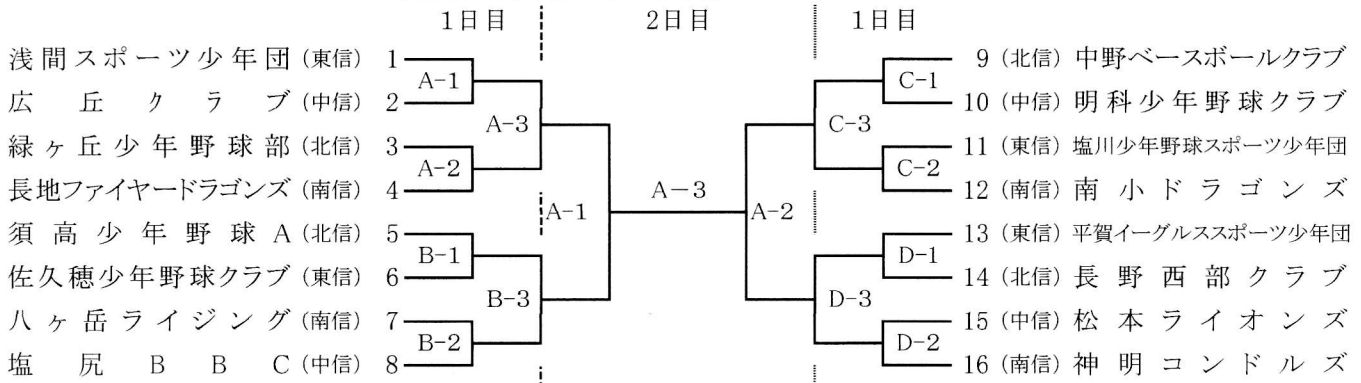 1日目 2日目 1日目
浅間スポーツ少年団 (東信) 1
A-1
広丘クラブ (中信) 2
A-3
緑ヶ丘少年野球部 (北信) 3
A-2
長地ファイヤードラゴンズ (南信) 4
A-1
須高少年野球A (北信) 5
B-1
佐久穂少年野球クラブ (東信) 6
B-3
八ヶ岳ライジング (南信) 7
B-2
塩尻BBC (中信) 8
A-3
9 (北信) 中野ベースボールクラブ
C-1
10 (中信) 明科少年野球クラブ
C-3
11 (東信) 塩川少年野球スポーツ少年団
C-2
12 (南信) 南小ドラゴンズ
A-2
13 (東信) 平賀イーグルススポーツ少年団
D-1
14 (北信) 長野西部クラブ
D-3
15 (中信) 松本ライオンズ
D-2
16 (南信) 神明コンドルズ